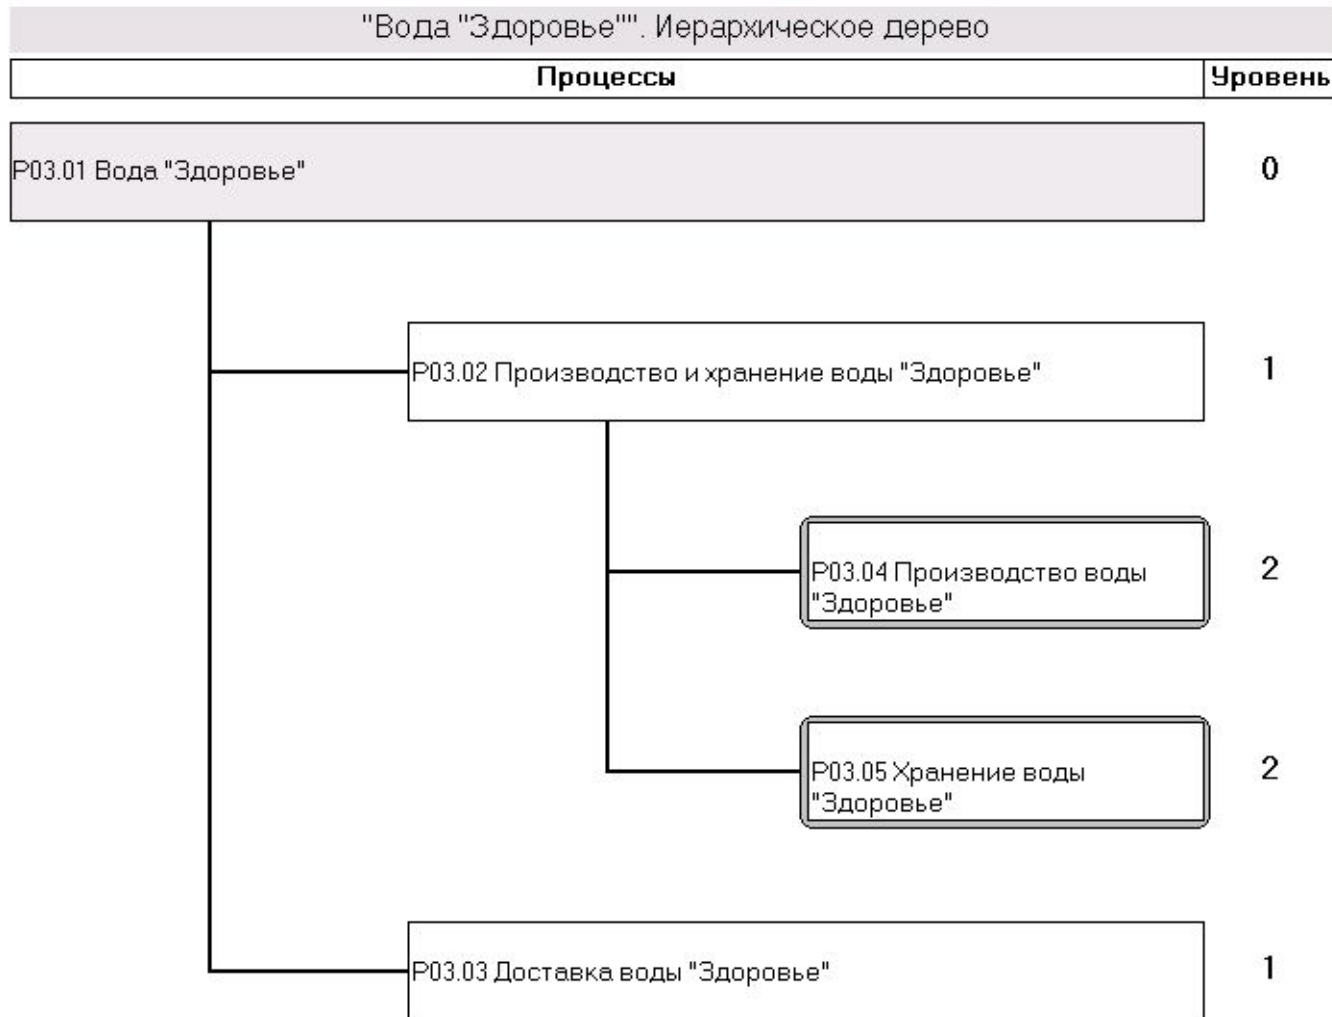 "Вода "Здоровье"". Иерархическое дерево
Процессы Уровень
P03.01 Вода "Здоровье" 0
P03.02 Производство и хранение воды "Здоровье" 1
P03.04 Производство воды 2
"Здоровье"
P03.05 Хранение воды 2
"Здоровье"
P03.03 Доставка воды "Здоровье" 1